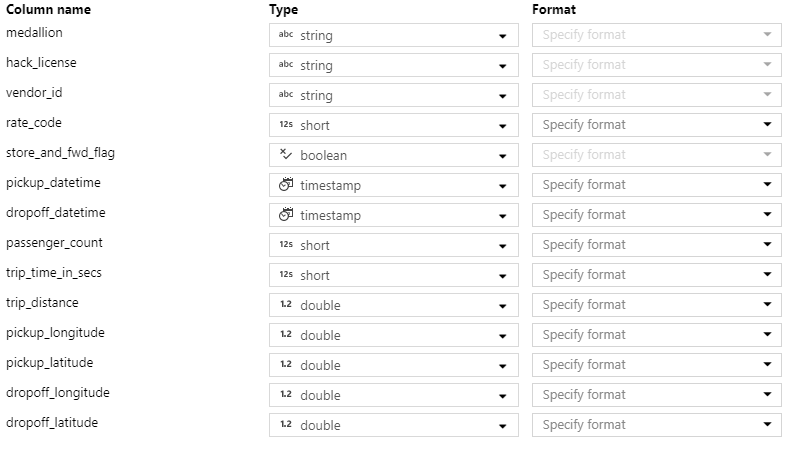 Column name Type Format
medallion abc string Specify format
hack_license abc string Specify format
vendor_id abc string Specify format
rate_code 12s short Specify format
store_and_fwd_flag boolean Specify format
pickup_datetime timestamp Specify format
dropoff_datetime timestamp Specify format
passenger_count 12s short Specify format
trip_time_in_secs 12s short Specify format
trip_distance 1.2 double Specify format
pickup_longitude 1.2 double Specify format
pickup_latitude 1.2 double Specify format
dropoff_longitude 1.2 double Specify format
dropoff_latitude 1.2 double Specify format